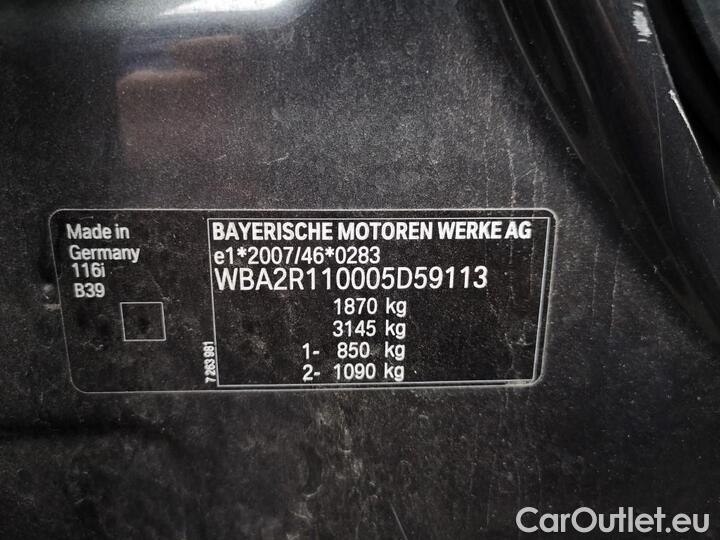 Made in
Germany
116i
B39
7 263 981
BAYERISCHE MOTOREN WERKE AG
e1*2007/46*0283
WBA2R110005D59113
1870 kg
3145 kg
1- 850 kg
2- 1090 kg
CarOutlet.eu